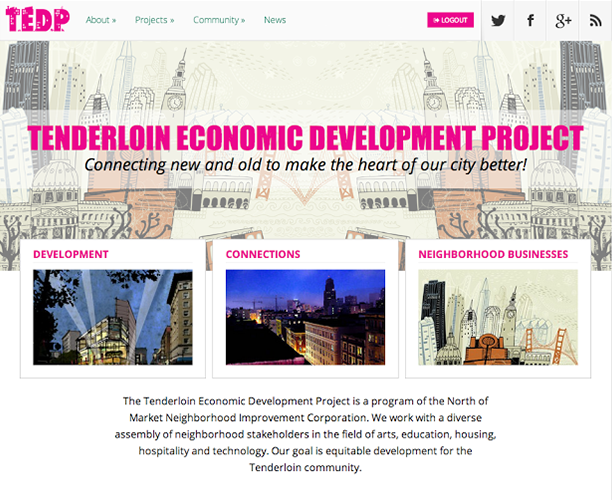 TEDP
About » Projects » Community » News
LOGOUT
TENDERLOIN ECONOMIC DEVELOPMENT PROJECT
Connecting new and old to make the heart of our city better!
DEVELOPMENT
CONNECTIONS
NEIGHBORHOOD BUSINESSES
The Tenderloin Economic Development Project is a program of the North of
Market Neighborhood Improvement Corporation. We work with a diverse
assembly of neighborhood stakeholders in the field of arts, education, housing,
hospitality and technology. Our goal is equitable development for the
Tenderloin community.